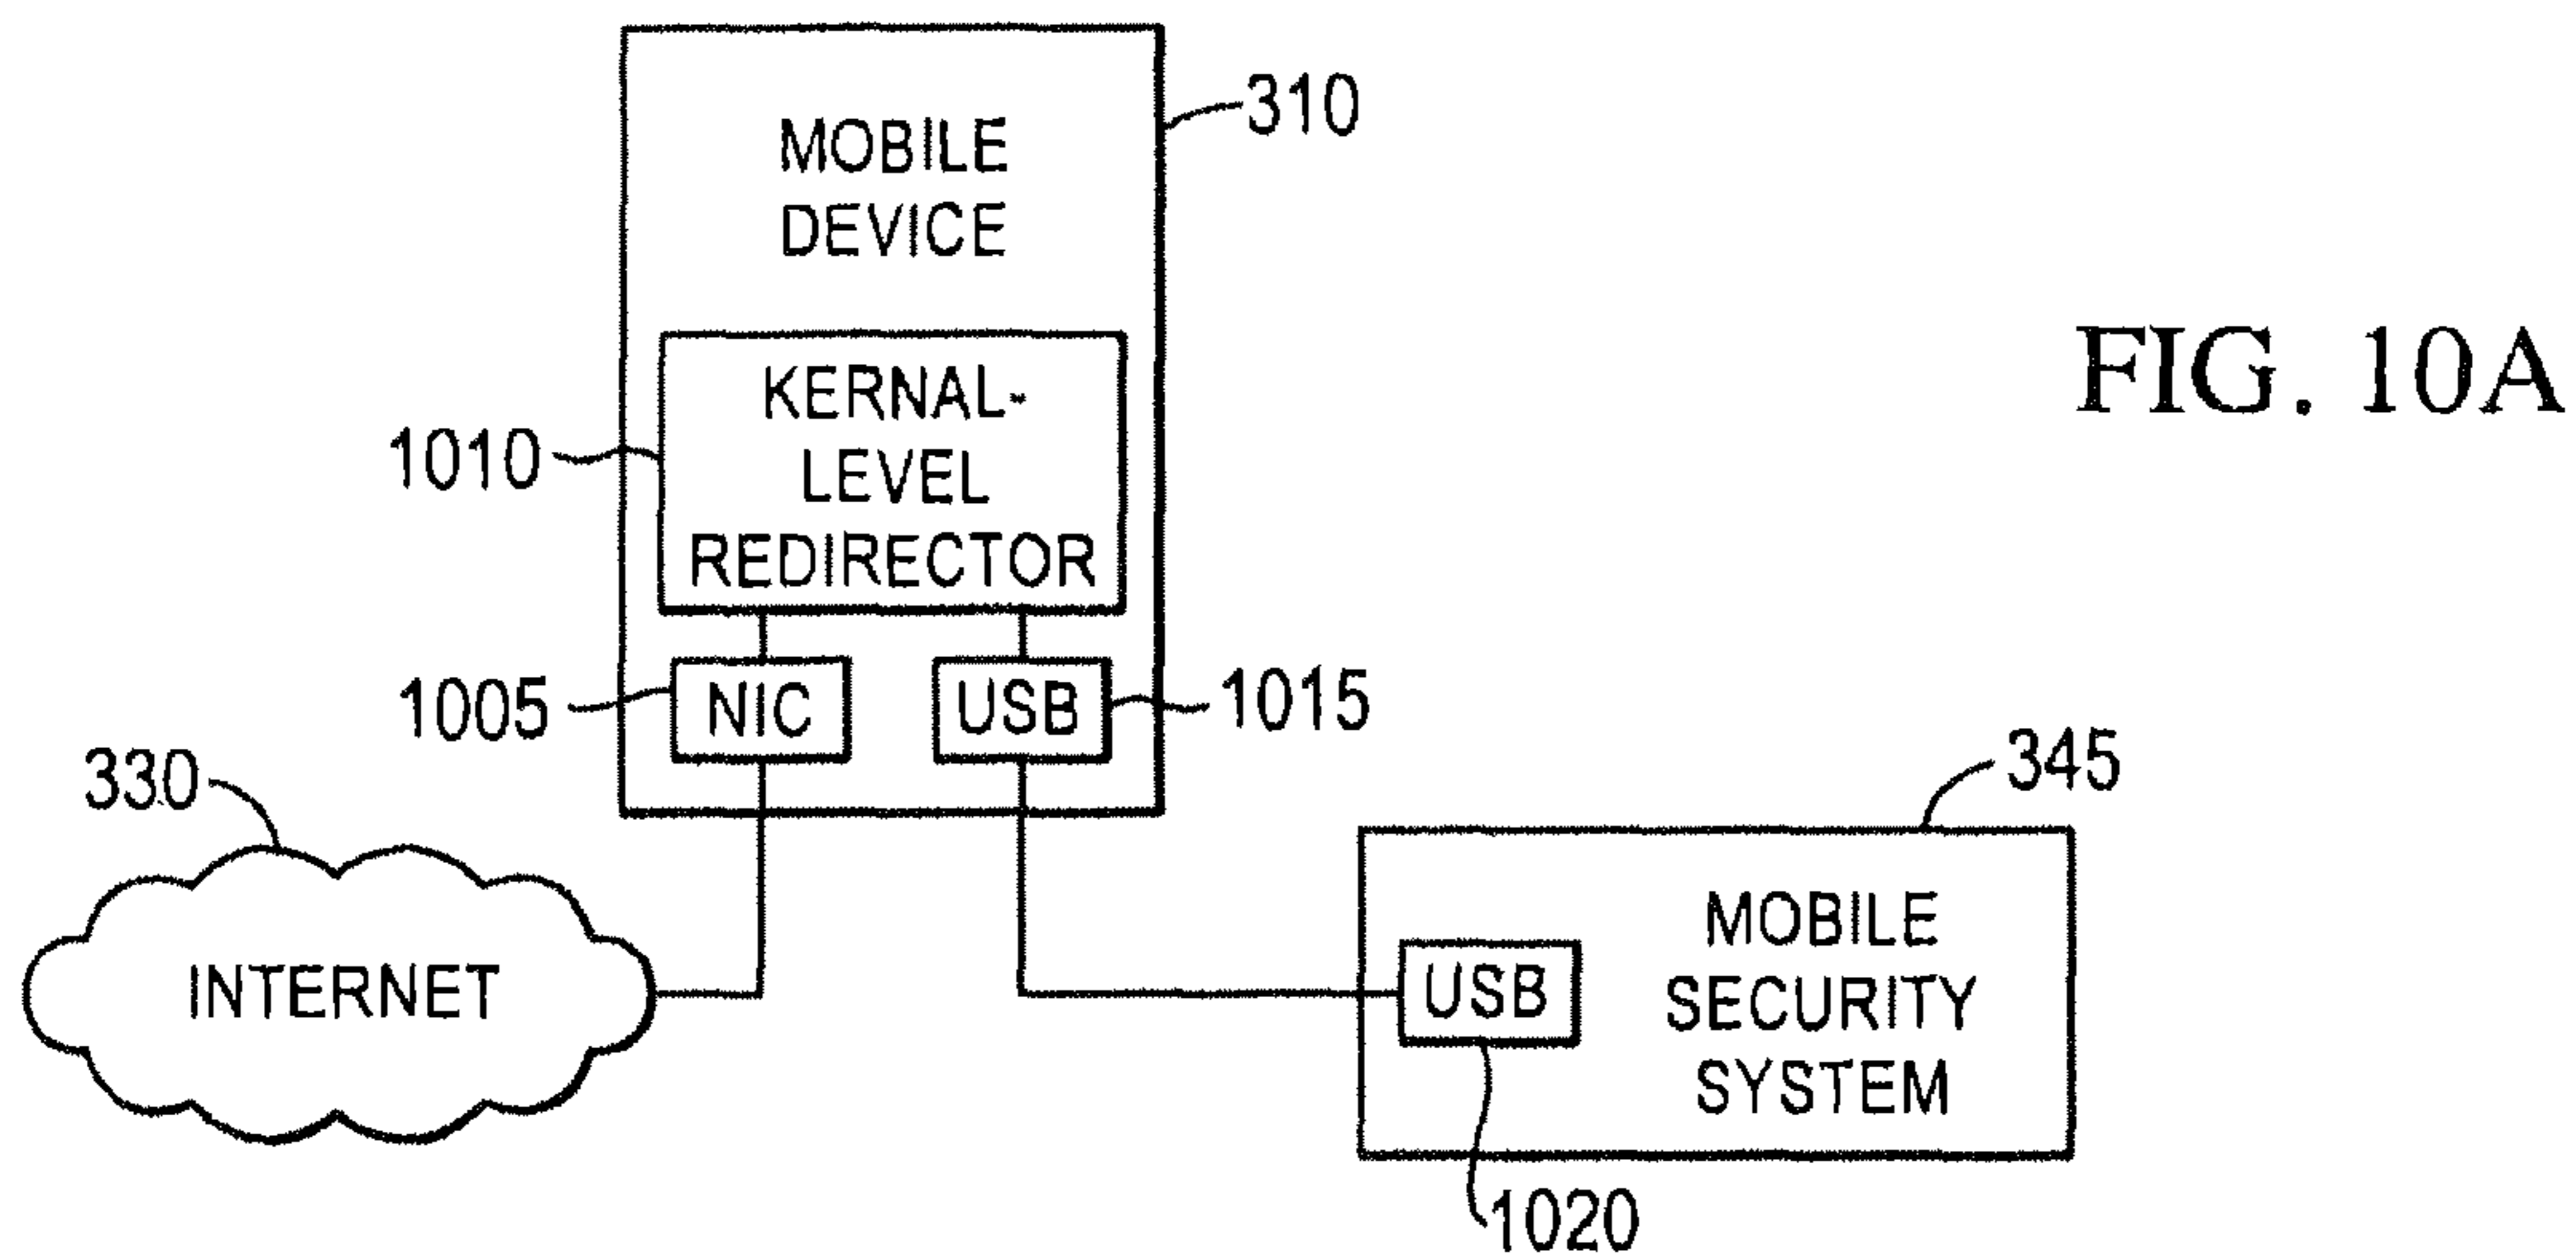 310
MOBILE
DEVICE
FIG. 10A
KERNAL-
LEVEL
REDIRECTOR
1010
1005
NIC
USB
1015
330
345
INTERNET
USB
MOBILE
SECURITY
SYSTEM
1020